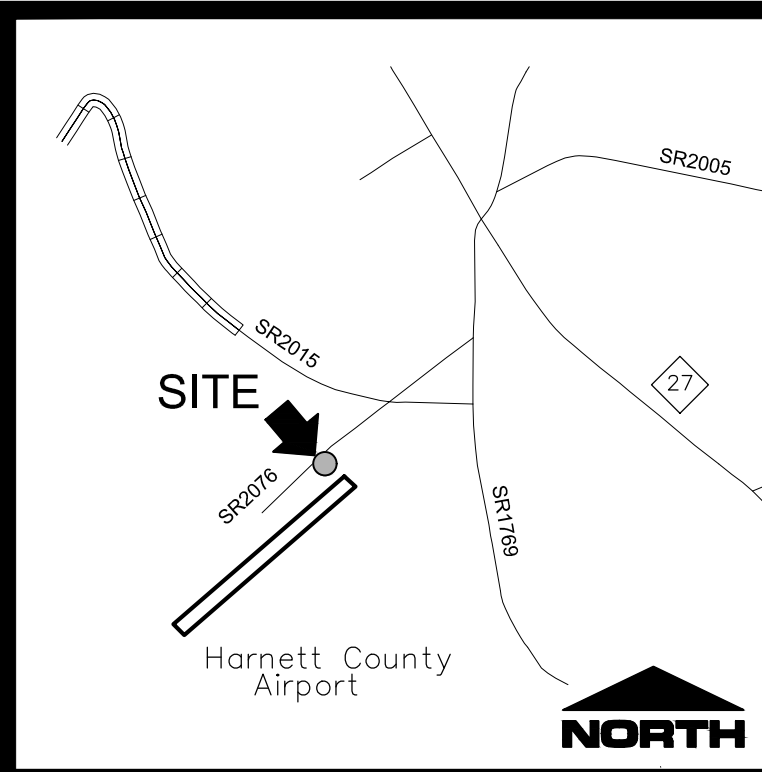 SR2005
SR2015
27
SITE
SR2076
SR1769
Harnett County
Airport
NORTH